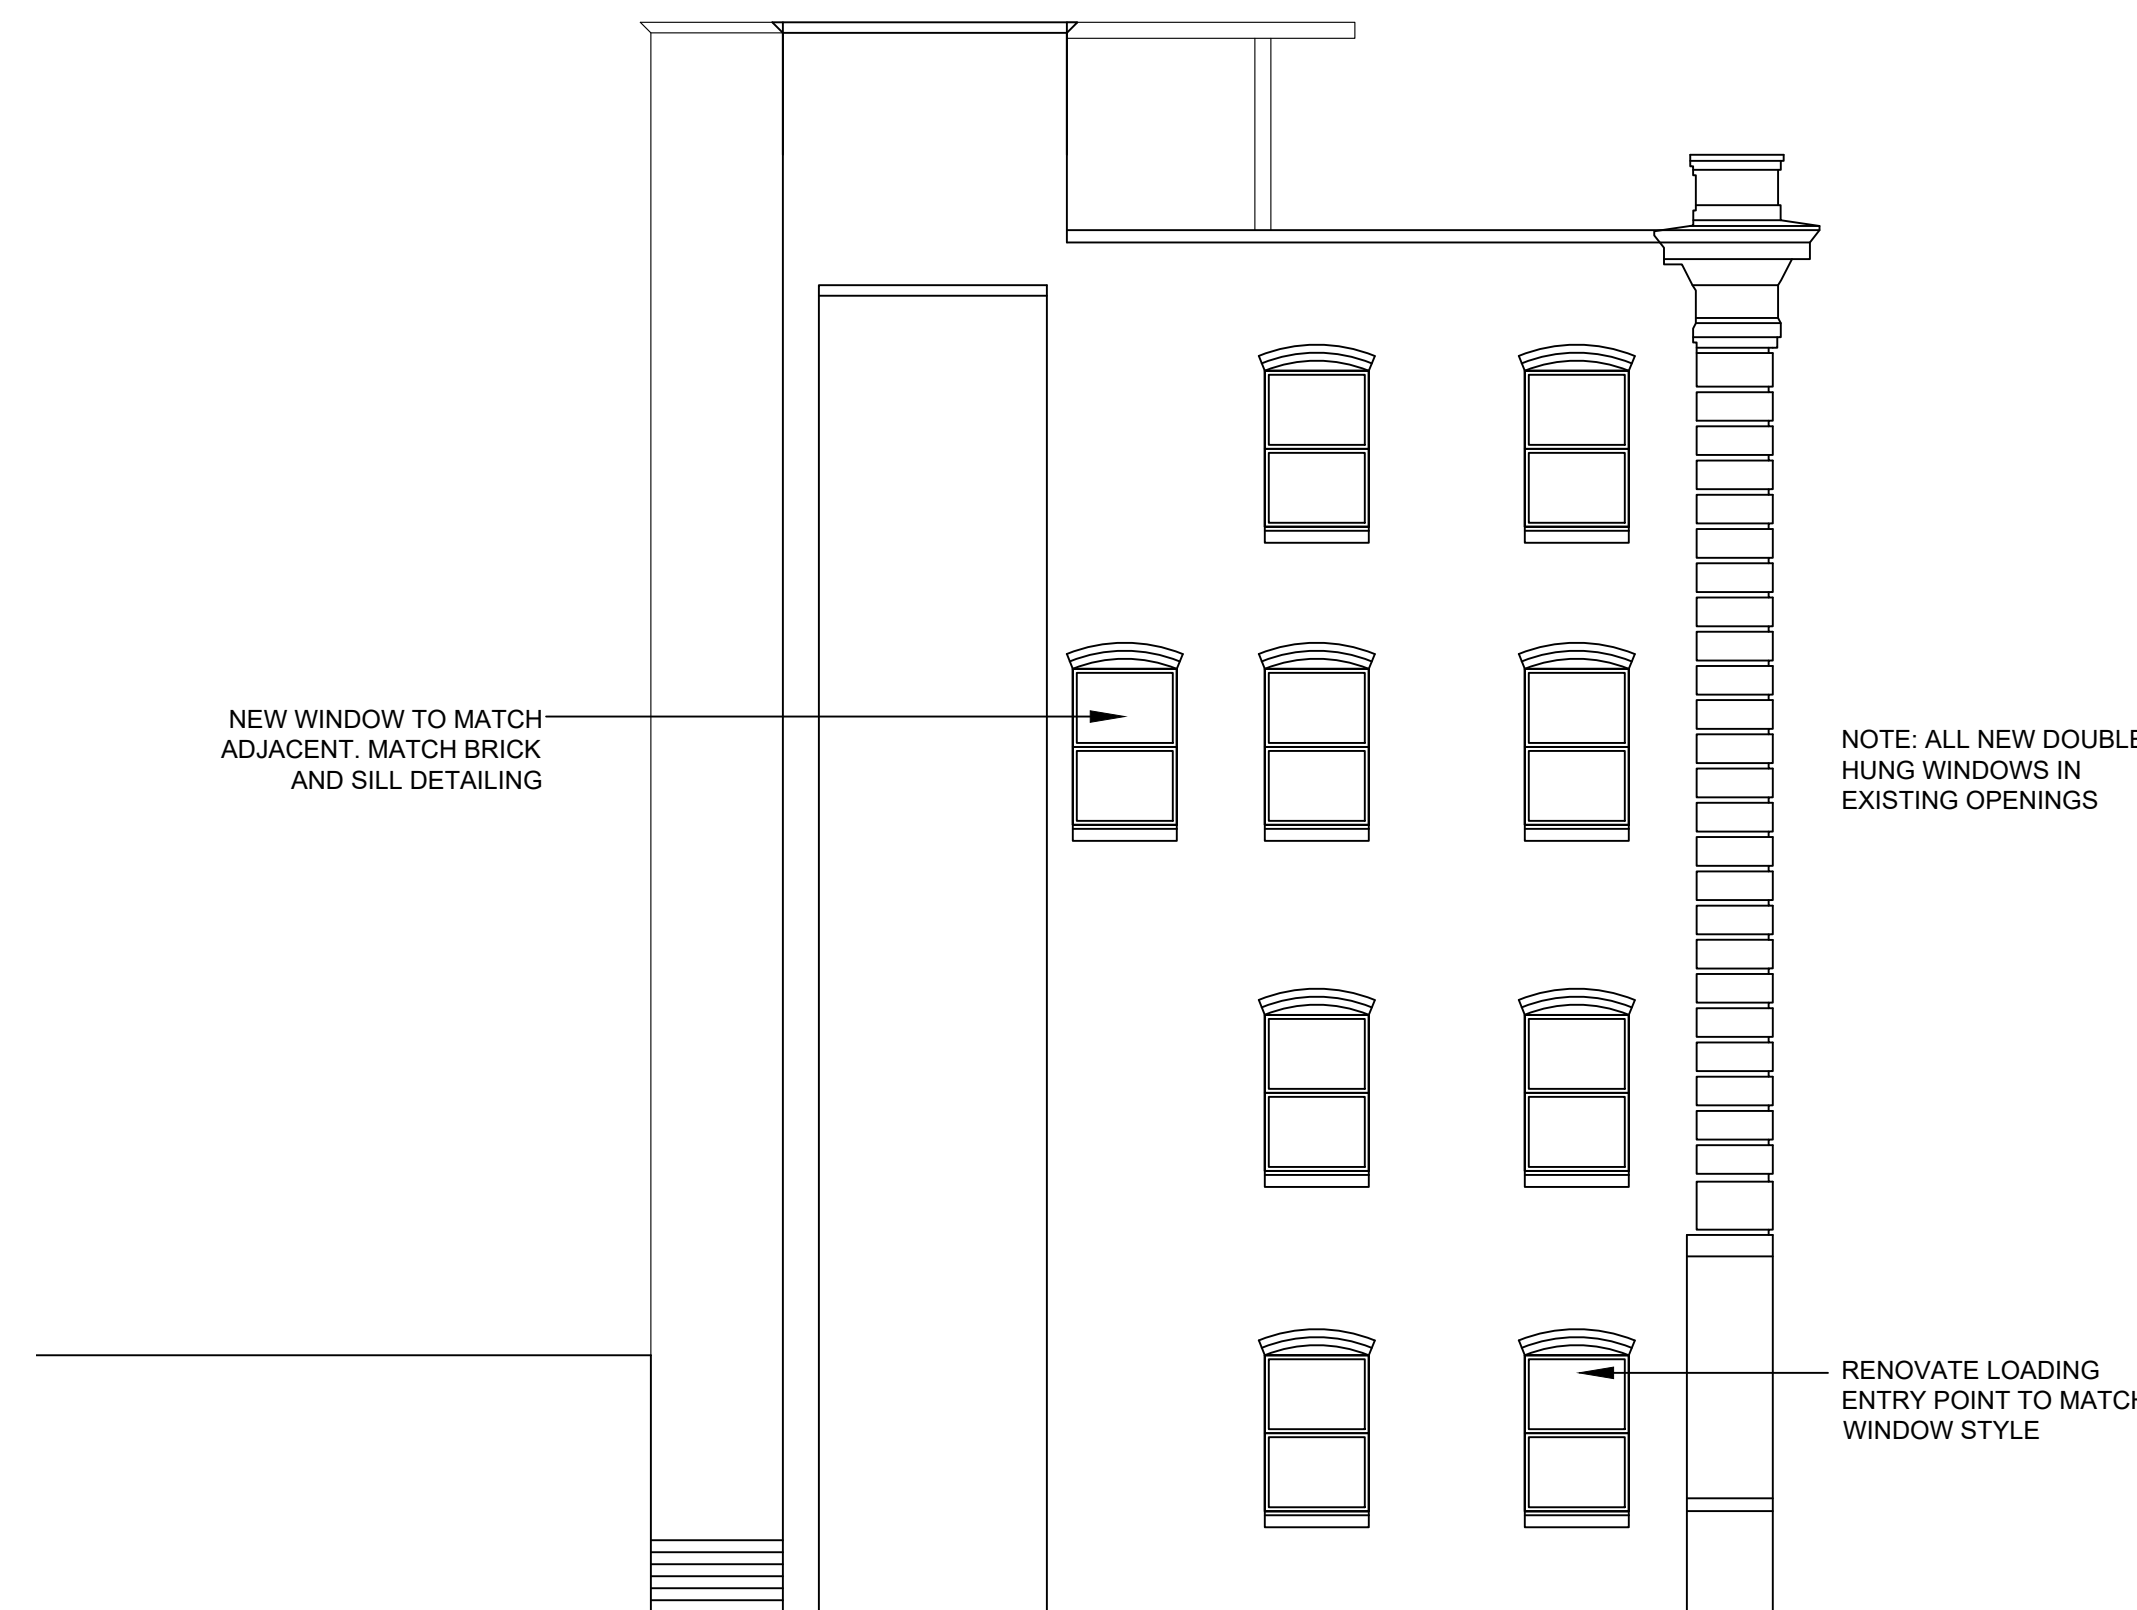 NEW WINDOW TO MATCH
ADJACENT. MATCH BRICK
AND SILL DETAILING
NOTE: ALL NEW DOUBLE
HUNG WINDOWS IN
EXISTING OPENINGS
RENOVATE LOADING
ENTRY POINT TO MATCH
WINDOW STYLE